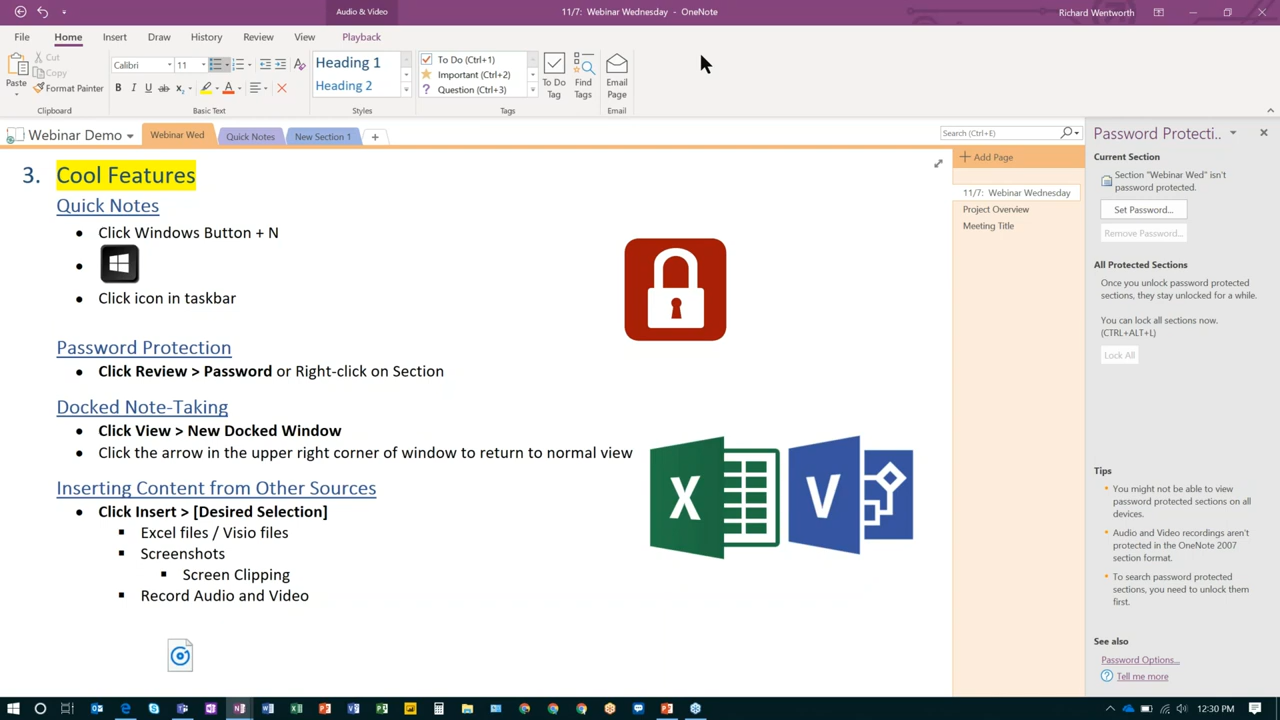 Audio & Video
11/7: Webinar Wednesday - OneNote
Richard Wentworth
File
Home
Insert
Draw
History
Review
View
Playback
Paste
Cut
Copy
Format Painter
Clipboard
Calibri
11
B I U ab x₂ A
Basic Text
Heading 1
Heading 2
Styles
To Do (Ctrl+1)
Important (Ctrl+2)
Question (Ctrl+3)
Tags
To Do Tag
Find Tags
Email Page
Email
Webinar Demo
Webinar Wed
Quick Notes
New Section 1
+
Search (Ctrl+E)
3. Cool Features
Quick Notes
• Click Windows Button + N
•
• Click icon in taskbar
Password Protection
• Click Review > Password or Right-click on Section
Docked Note-Taking
• Click View > New Docked Window
• Click the arrow in the upper right corner of window to return to normal view
Inserting Content from Other Sources
• Click Insert > [Desired Selection]
▪ Excel files / Visio files
▪ Screenshots
▪ Screen Clipping
▪ Record Audio and Video
X
V
Add Page
11/7: Webinar Wednesday
Project Overview
Meeting Title
Password Protecti...
Current Section
Section "Webinar Wed" isn't
password protected.
Set Password...
Remove Password...
All Protected Sections
Once you unlock password protected
sections, they stay unlocked for a while.
You can lock all sections now.
(CTRL+ALT+L)
Lock All
Tips
• You might not be able to view
password protected sections on all
devices.
• Audio and Video recordings aren't
protected in the OneNote 2007
section format.
• To search password protected
sections, you need to unlock them
first.
See also
Password Options...
Tell me more
12:30 PM